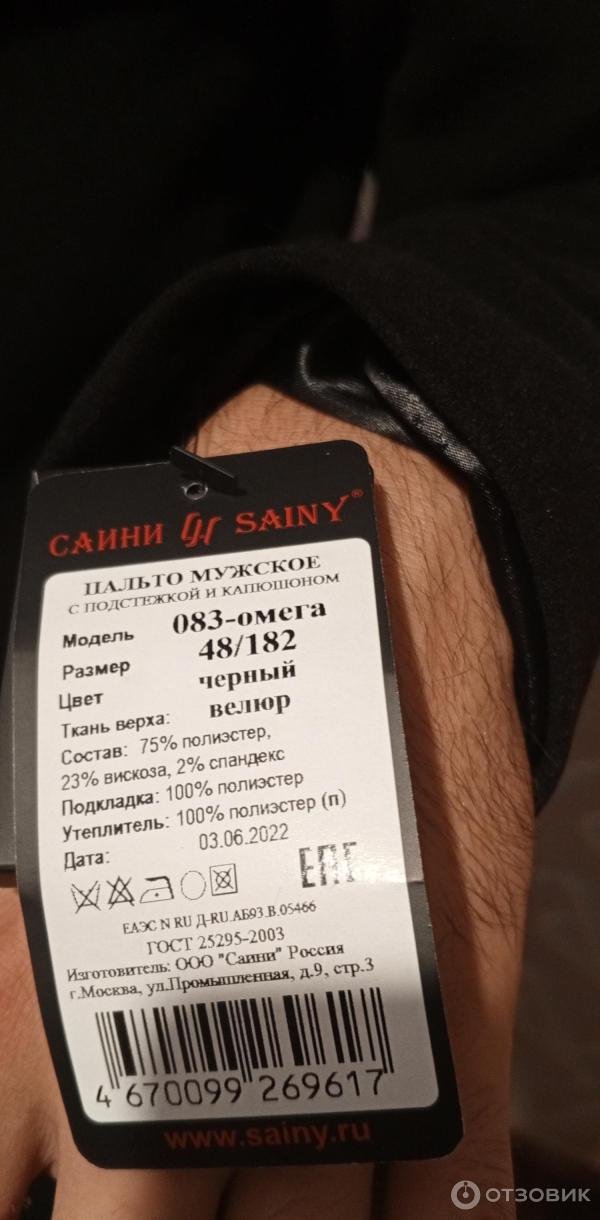 САИНИ SAINY®
ПАЛЬТО МУЖСКОЕ
С ПОДСТЕЖКОЙ И КАПЮШОНОМ
Модель 083-омега
Размер 48/182
Цвет черный
Ткань верха: велюр
Состав: 75% полиэстер,
23% вискоза, 2% спандекс
Подкладка: 100% полиэстер
Утеплитель: 100% полиэстер (п)
Дата: 03.06.2022
ЕАС
ЕАЭС N RU Д-RU.АБ93.В.05466
ГОСТ 25295-2003
Изготовитель: ООО "Саини" Россия
г.Москва, ул.Промышленная, д.9, стр.3
4 670099 269617
www.sainy.ru
ОТЗОВИК